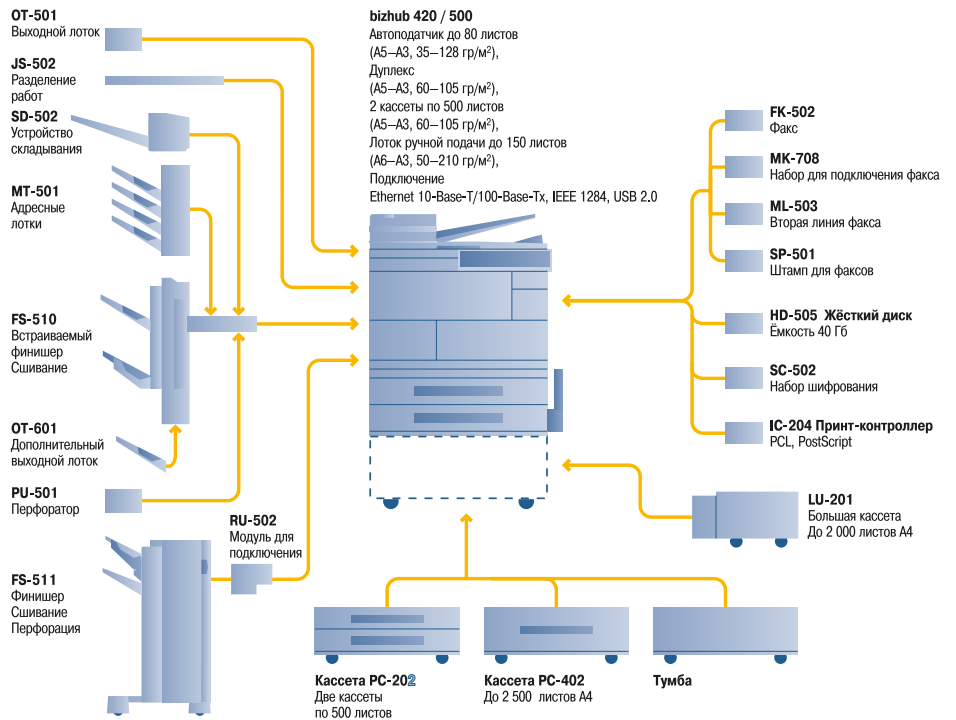 OT-501
Выходной лоток
JS-502
Разделение
работ
SD-502
Устройство
складывания
MT-501
Адресные
лотки
FS-510
Встраиваемый
финишер
Сшивание
OT-601
Дополнительный
выходной лоток
PU-501
Перфоратор
FS-511
Финишер
Сшивание
Перфорация
RU-502
Модуль для
подключения
bizhub 420 / 500
Автоподатчик до 80 листов
(A5–A3, 35–128 гр/м²),
Дуплекс
(A5–A3, 60–105 гр/м²),
2 кассеты по 500 листов
(A5–A3, 60–105 гр/м²),
Лоток ручной подачи до 150 листов
(A6–A3, 50–210 гр/м²),
Подключение
Ethernet 10-Base-T/100-Base-Tx, IEEE 1284, USB 2.0
FK-502
Факс
MK-708
Набор для подключения факса
ML-503
Вторая линия факса
SP-501
Штамп для факсов
HD-505 Жёсткий диск
Ёмкость 40 Гб
SC-502
Набор шифрования
IC-204 Принт-контроллер
PCL, PostScript
LU-201
Большая кассета
До 2 000 листов A4
Кассета PC-202
Две кассеты
по 500 листов
Кассета PC-402
До 2 500 листов A4
Тумба